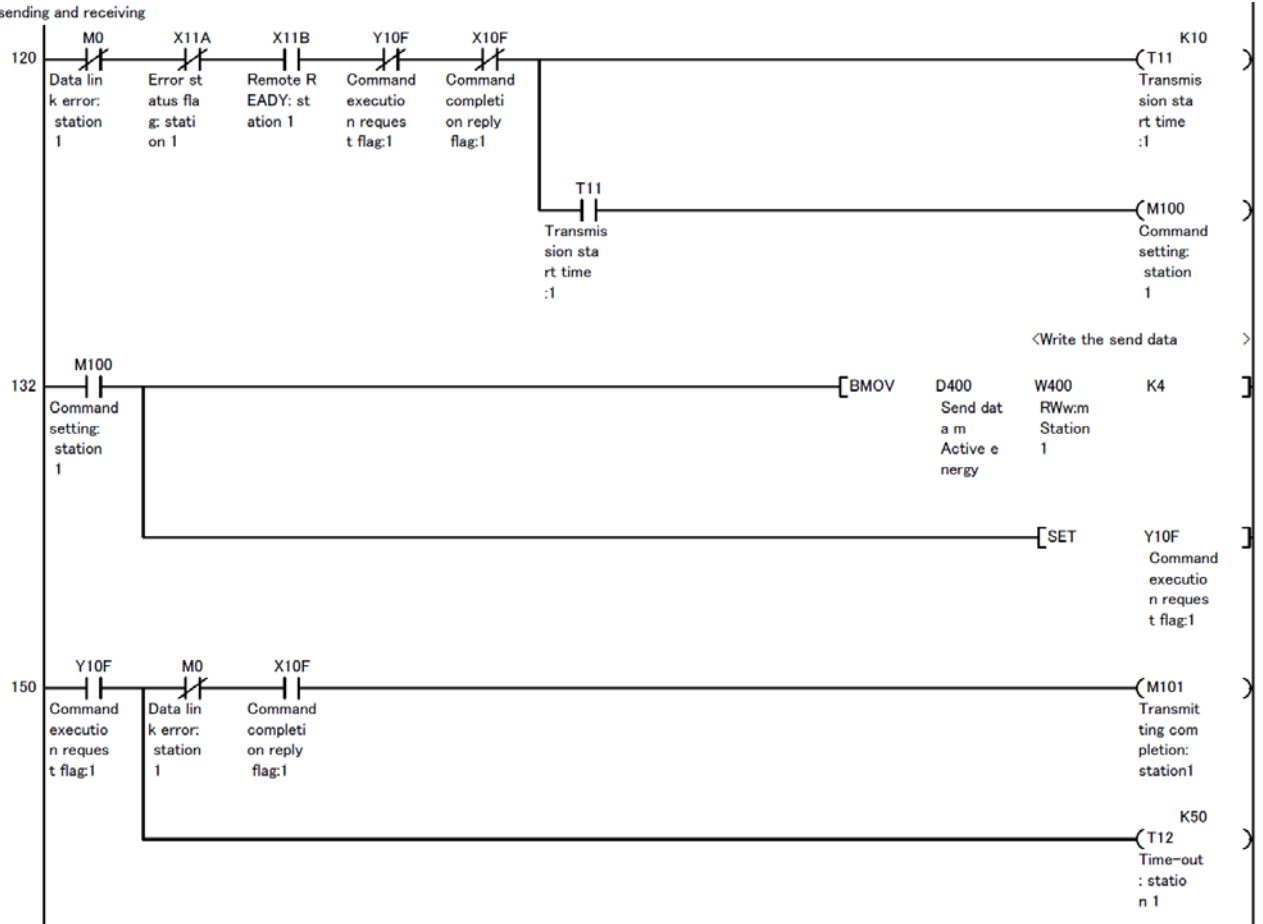 sending and receiving
M0 X11A X11B Y10F X10F K10
120 T11
Data lin Error st Remote R Command Command Transmis
k error: atus fla EADY: st executio completi sion sta
station g: stati ation 1 n reques on reply rt time
1 on 1 t flag:1 flag:1 :1
T11
M100
Transmis Command
sion sta setting:
rt time station
:1 1
<Write the send data >
M100
132 BMOV D400 W400 K4
Command Send dat RWw:m
setting: a m Station
station Active e 1
1 nergy
SET Y10F
Command
executio
n reques
t flag:1
Y10F M0 X10F
150 M101
Command Data lin Command Transmit
executio k error: completi ting com
n reques station on reply pletion:
t flag:1 1 flag:1 station1
K50
T12
Time-out
: statio
n 1